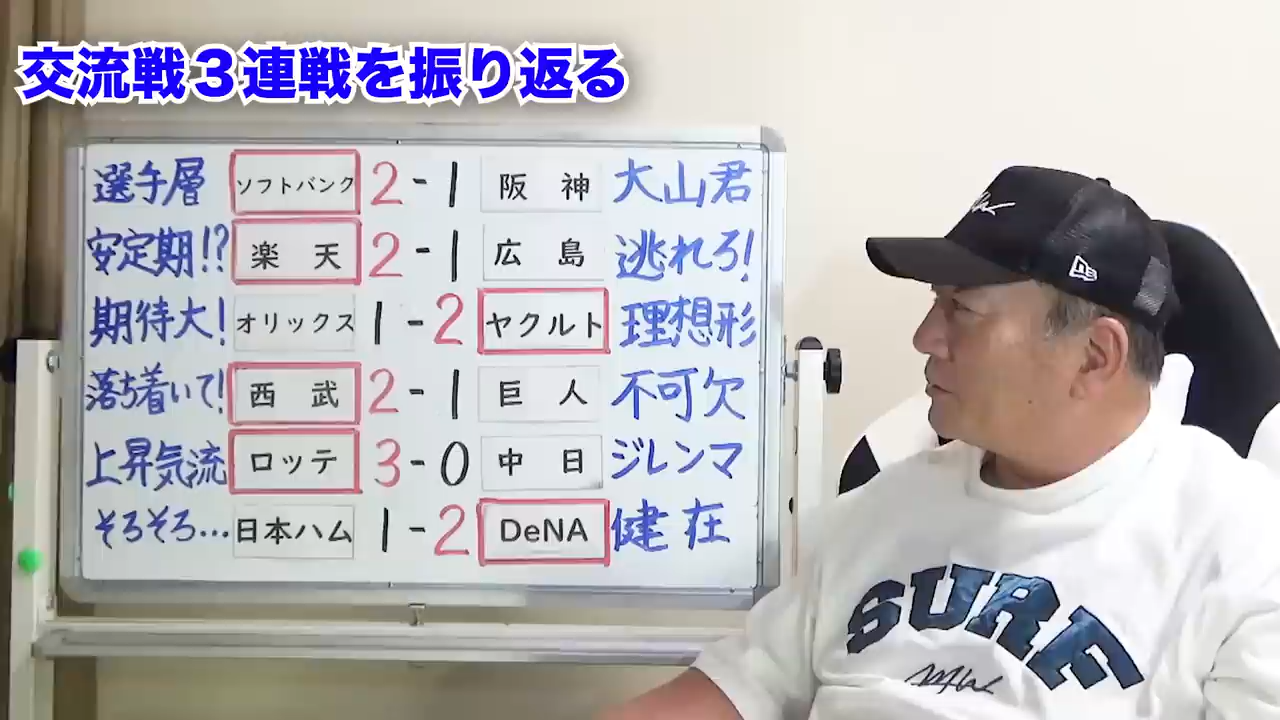 交流戦３連戦を振り返る
選手層 ソフトバンク 2-1 阪神 大山君
安定期!? 楽天 2-1 広島 逃れろ!
期待大! オリックス 1-2 ヤクルト 理想形
落ち着いて! 西武 2-1 巨人 不可欠
上昇気流 ロッテ 3-0 中日 ジレンマ
そろそろ… 日本ハム 1-2 DeNA 健在
SURF